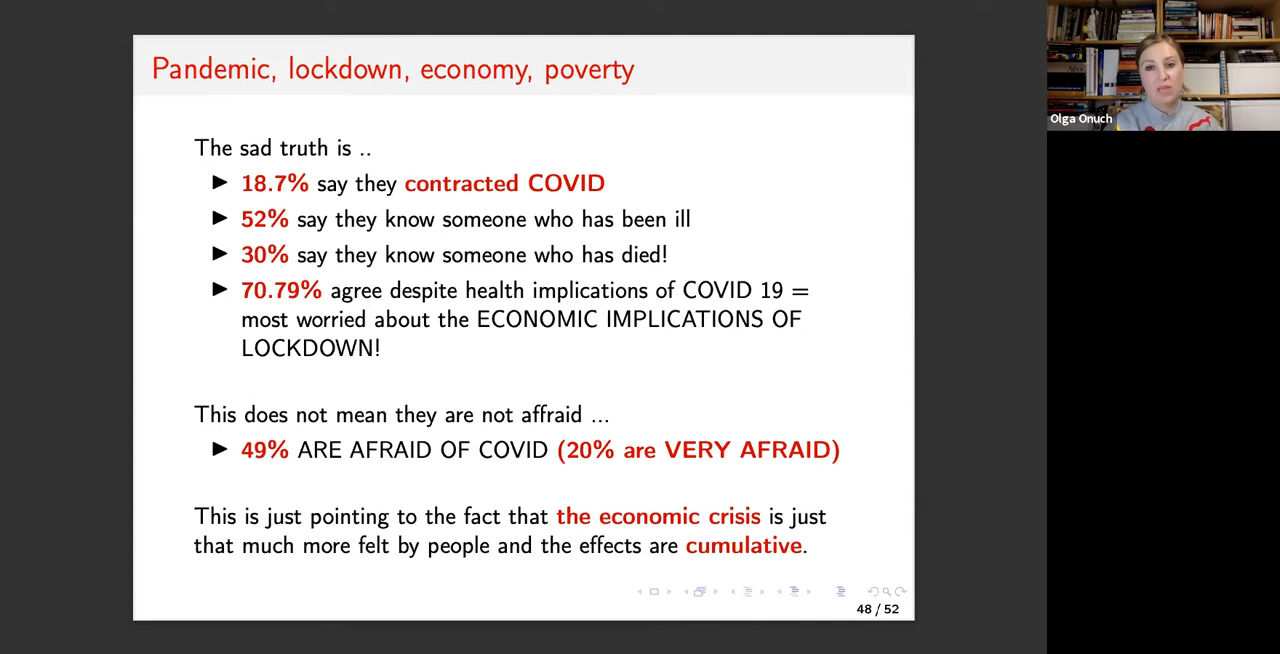 Pandemic, lockdown, economy, poverty
The sad truth is ..
18.7% say they contracted COVID
52% say they know someone who has been ill
30% say they know someone who has died!
70.79% agree despite health implications of COVID 19 =
most worried about the ECONOMIC IMPLICATIONS OF
LOCKDOWN!
This does not mean they are not affraid ...
49% ARE AFRAID OF COVID (20% are VERY AFRAID)
This is just pointing to the fact that the economic crisis is just
that much more felt by people and the effects are cumulative.
48 / 52
Olga Onuch